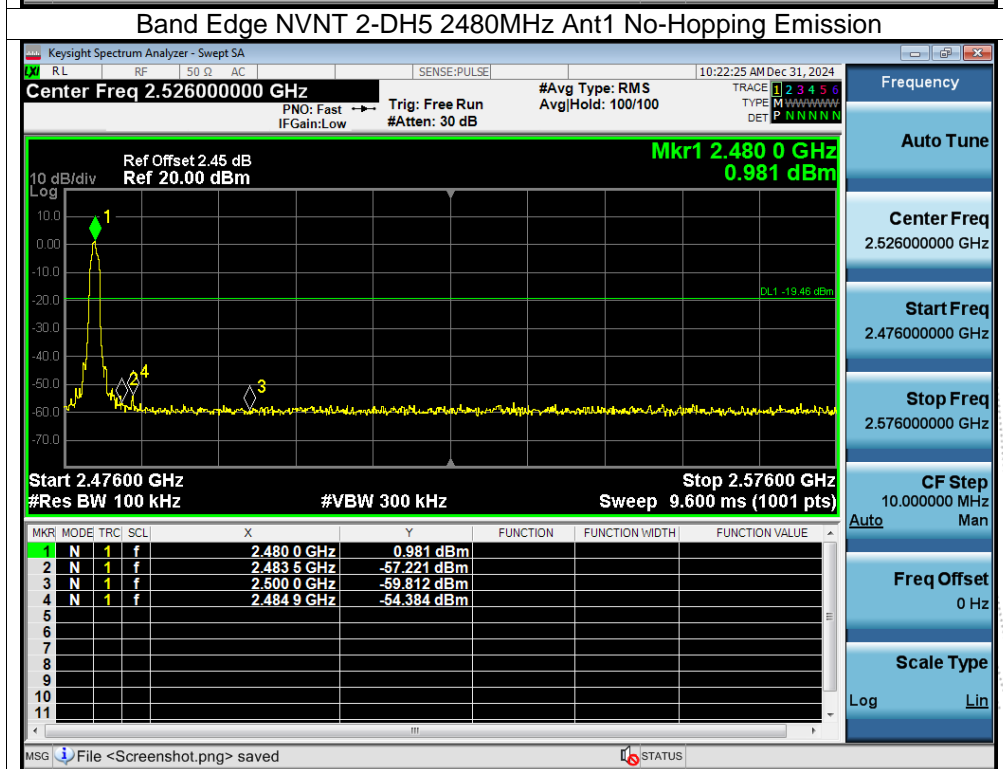 Band Edge NVNT 2-DH5 2480MHz Ant1 No-Hopping Emission
Keysight Spectrum Analyzer - Swept SA
LXI RL RF 50 Ω AC SENSE:PULSE 10:22:25 AM Dec 31, 2024
Center Freq 2.526000000 GHz #Avg Type: RMS TRACE 1 2 3 4 5 6
PNO: Fast Trig: Free Run Avg|Hold: 100/100 TYPE M WWWWW
IFGain:Low #Atten: 30 dB DET P N N N N N
Mkr1 2.480 0 GHz
0.981 dBm
Ref Offset 2.45 dB
10 dB/div Ref 20.00 dBm
Log
10.0
0.00
-10.0
-20.0
-30.0
-40.0
-50.0
-60.0
-70.0
1
2
4
3
DL1 -19.46 dBm
Start 2.47600 GHz Stop 2.57600 GHz
#Res BW 100 kHz #VBW 300 kHz Sweep 9.600 ms (1001 pts)
MKR MODE TRC SCL X Y FUNCTION FUNCTION WIDTH FUNCTION VALUE
1 N 1 f 2.480 0 GHz 0.981 dBm
2 N 1 f 2.483 5 GHz -57.221 dBm
3 N 1 f 2.500 0 GHz -59.812 dBm
4 N 1 f 2.484 9 GHz -54.384 dBm
5
6
7
8
9
10
11
MSG File <Screenshot.png> saved STATUS
Frequency
Auto Tune
Center Freq
2.526000000 GHz
Start Freq
2.476000000 GHz
Stop Freq
2.576000000 GHz
CF Step
10.000000 MHz
Auto Man
Freq Offset
0 Hz
Scale Type
Log Lin